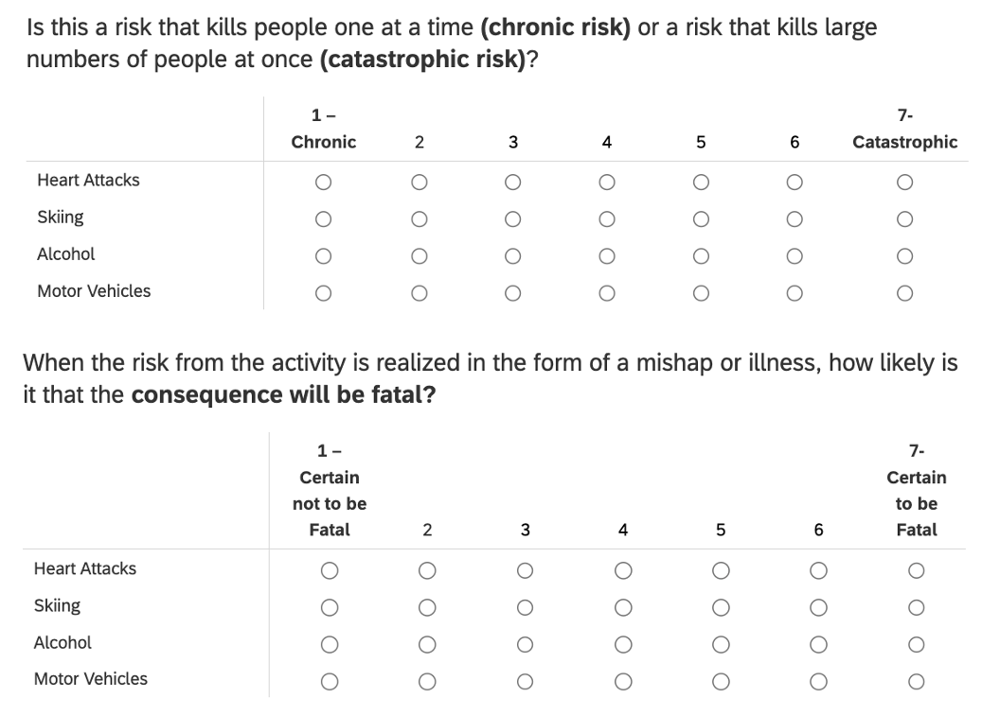 Is this a risk that kills people one at a time (chronic risk) or a risk that kills large
numbers of people at once (catastrophic risk)?
1 –
Chronic 2 3 4 5 6 7-
Catastrophic
Heart Attacks
Skiing
Alcohol
Motor Vehicles
When the risk from the activity is realized in the form of a mishap or illness, how likely is
it that the consequence will be fatal?
1 –
Certain
not to be
Fatal 2 3 4 5 6 7-
Certain
to be
Fatal
Heart Attacks
Skiing
Alcohol
Motor Vehicles